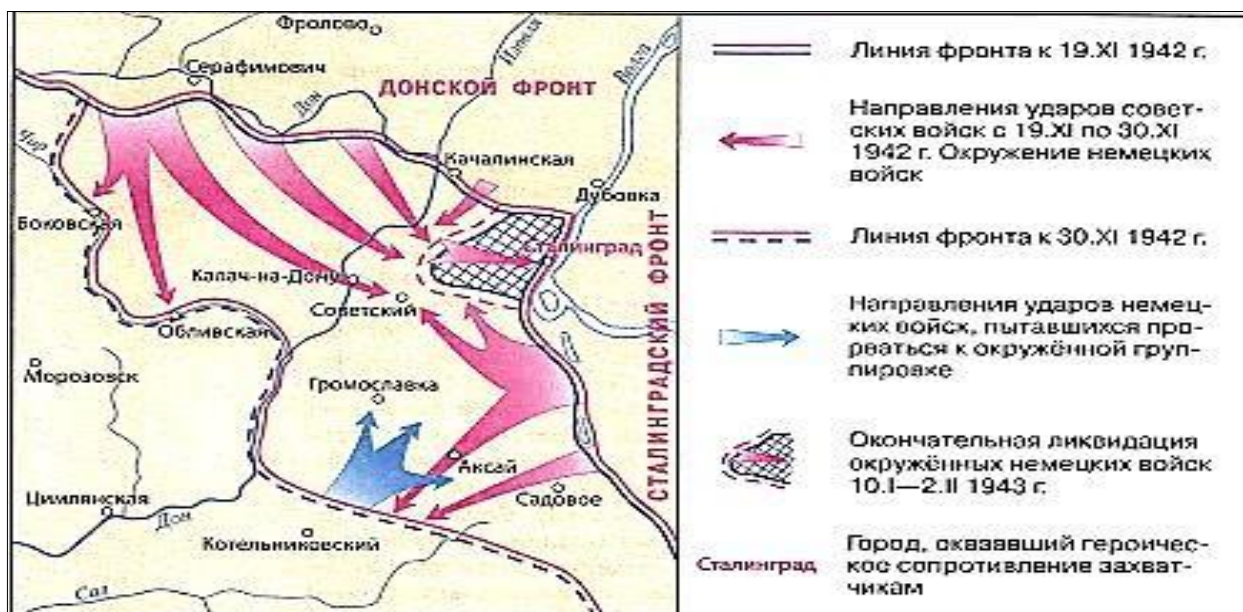 Фролово
Иловля
Волга
Серафимович
ДОНСКОЙ ФРОНТ
Дон
Чир
Качалинская
Дубовка
Боковская
Сталинград
Калач-на-Дону
Советский
Обливская
СТАЛИНГРАДСКИЙ ФРОНТ
Морозовск
Громославка
Аксай
Садовое
Цимлянская
Дон
Котельниковский
Сал
Линия фронта к 19.XI 1942 г.
Направления ударов совет-
ских войск с 19.XI по 30.XI
1942 г. Окружение немецких
войск
Линия фронта к 30.XI 1942 г.
Направления ударов немец-
ких войск, пытавшихся про-
рваться к окружённой груп-
пировке
Окончательная ликвидация
окружённых немецких войск
10.I—2.II 1943 г.
Сталинград
Город, оказавший героичес-
кое сопротивление захват-
чикам